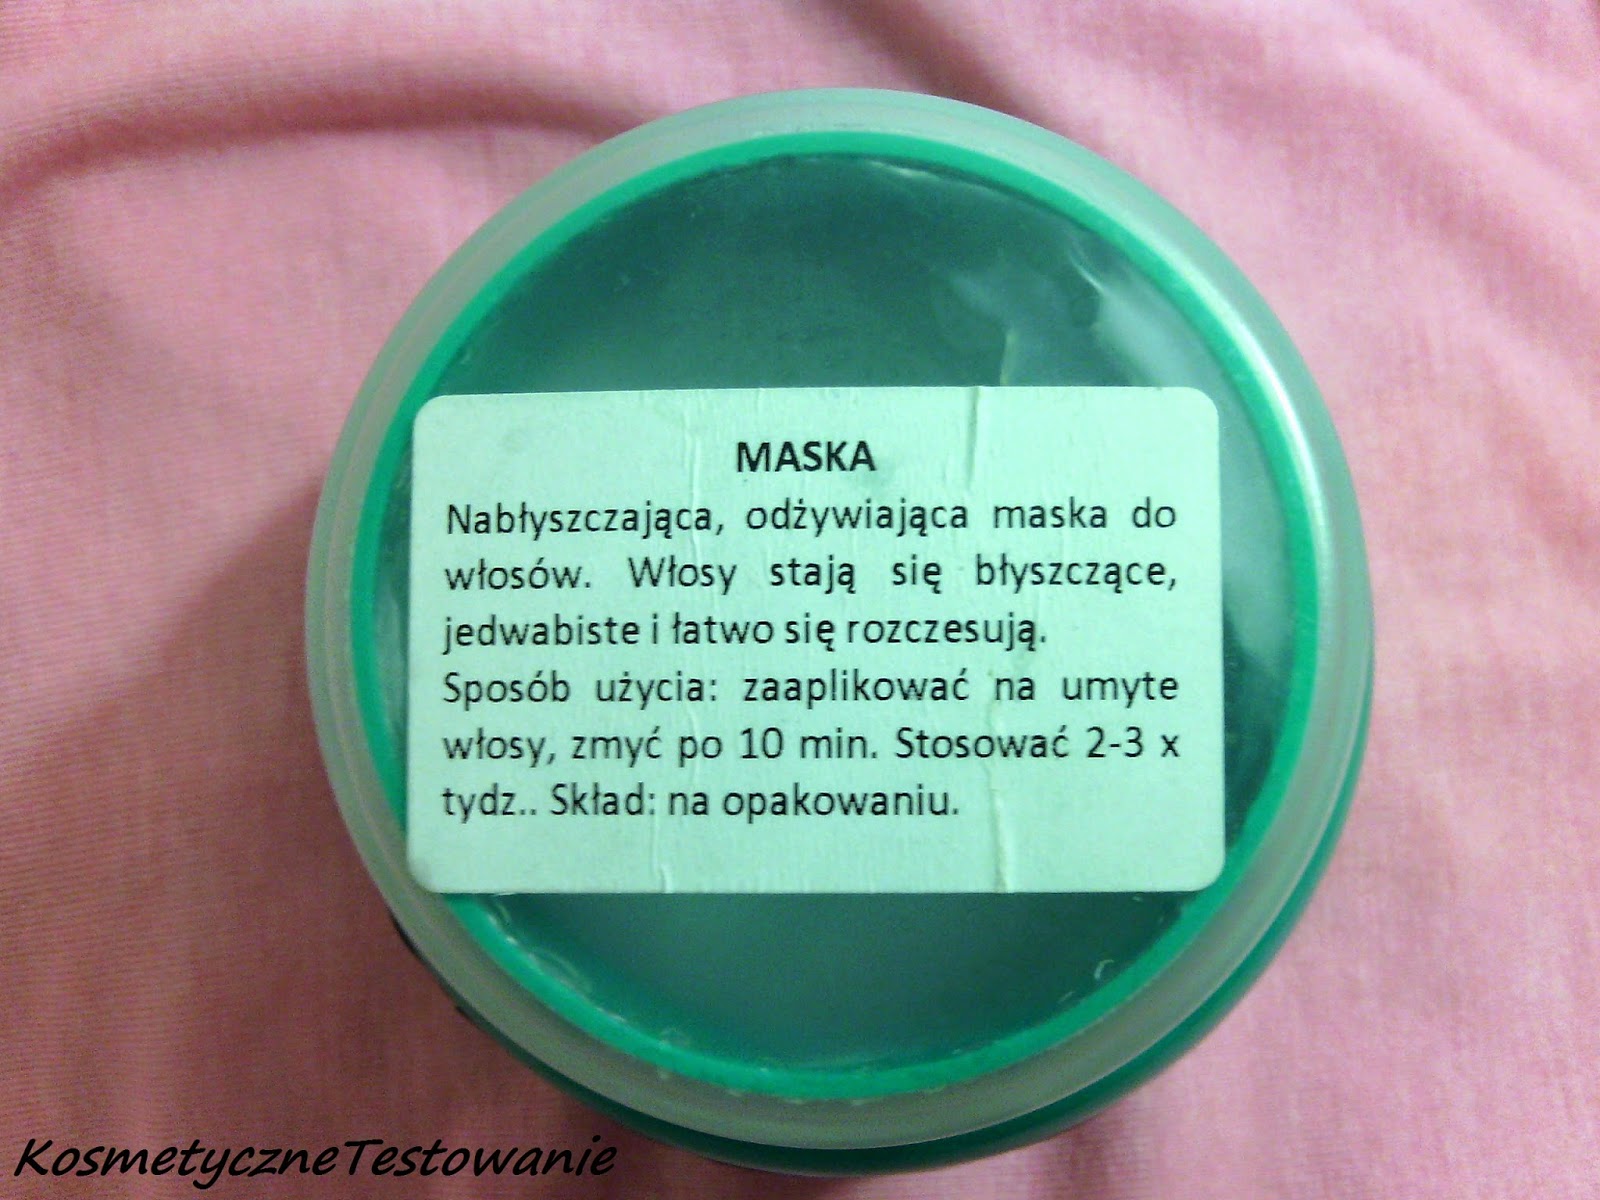 MASKA
Nabłyszczająca, odżywiająca maska do
włosów. Włosy stają się błyszczące,
jedwabiste i łatwo się rozczesują.
Sposób użycia: zaaplikować na umyte
włosy, zmyć po 10 min. Stosować 2-3 x
tydz.. Skład: na opakowaniu.
KosmetyczneTestowanie